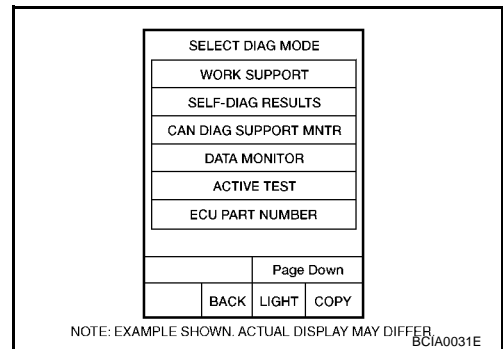 SELECT DIAG MODE
WORK SUPPORT
SELF-DIAG RESULTS
CAN DIAG SUPPORT MNTR
DATA MONITOR
ACTIVE TEST
ECU PART NUMBER
Page Down
BACK LIGHT COPY
NOTE: EXAMPLE SHOWN. ACTUAL DISPLAY MAY DIFFER.
BCIA0031E